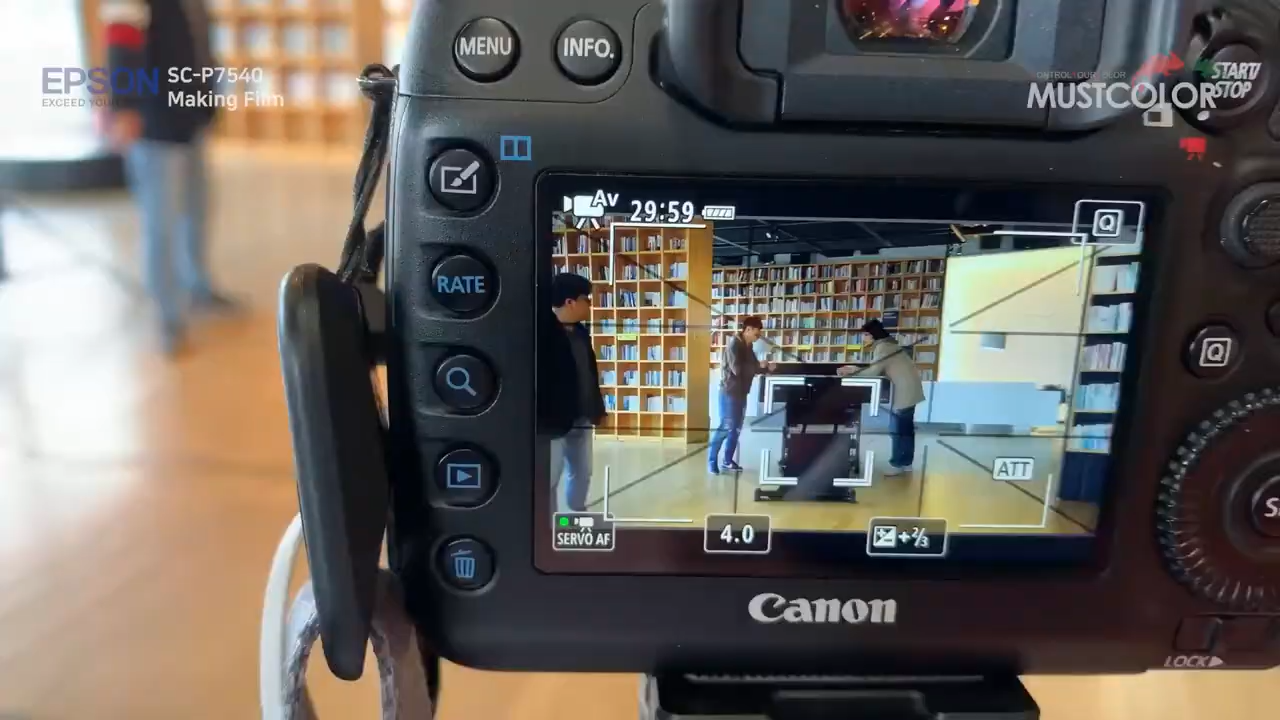 EPSON
EXCEED YOUR
SC-P7540
Making Film
MUSTCOLOR
MENU
INFO.
START/
STOP
RATE
Av
29:59
Q
Q
ATT
SERVO AF
4.0
+2/3
Canon
LOCK